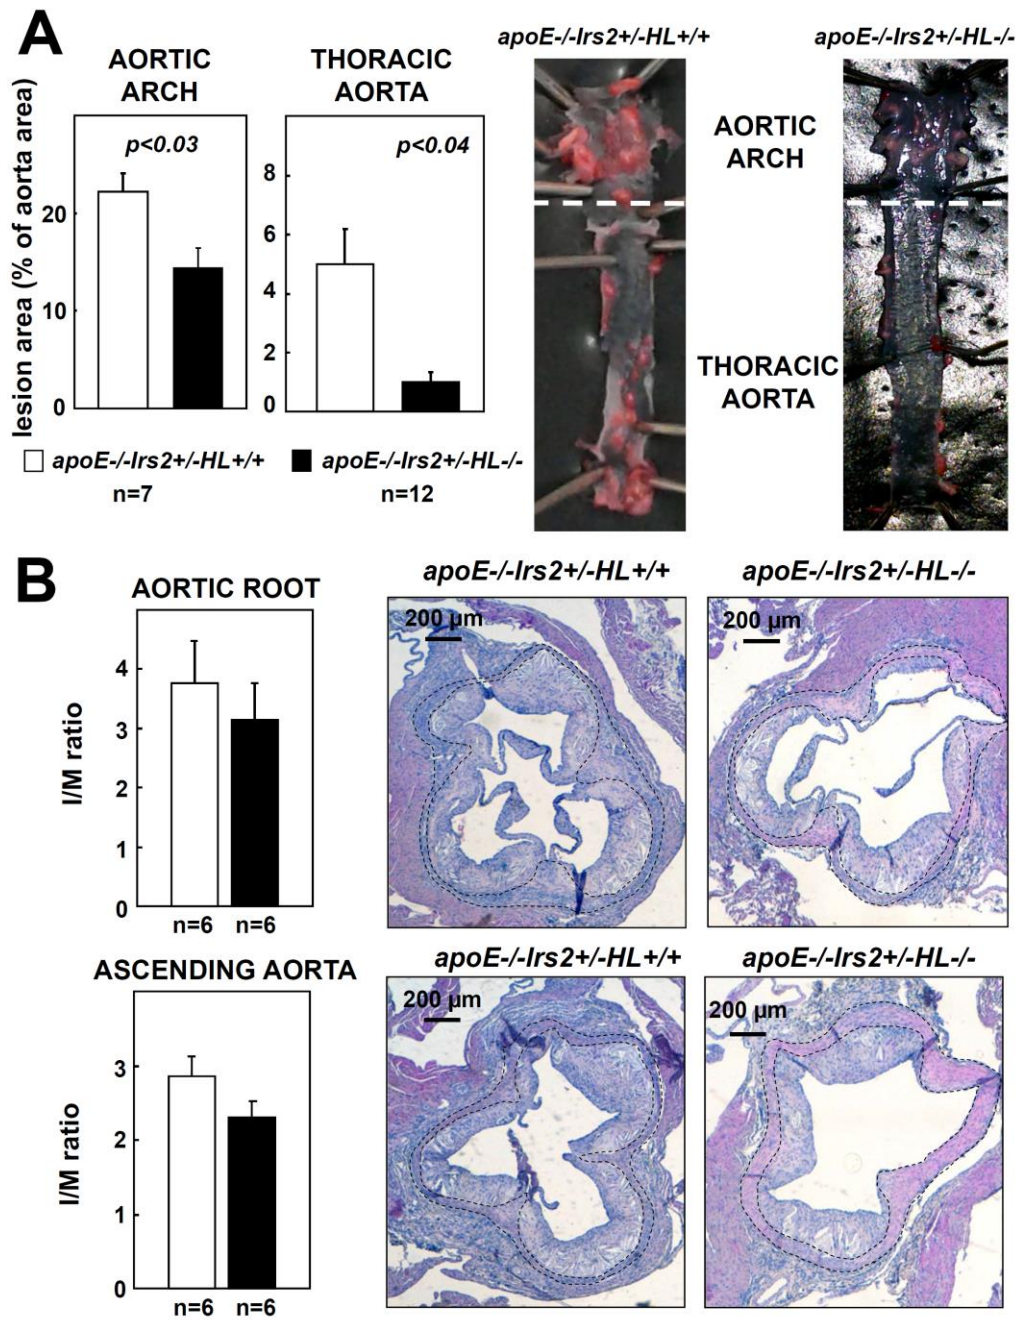 A
AORTIC
ARCH
THORACIC
AORTA
apoE-/-Irs2+/-HL+/+
apoE-/-Irs2+/-HL-/-
lesion area (% of aorta area)
p<0.03
20
10
0
p<0.04
8
6
4
2
0
AORTIC
ARCH
THORACIC
AORTA
apoE-/-Irs2+/-HL+/+
n=7
apoE-/-Irs2+/-HL-/-
n=12
B
AORTIC ROOT
I/M ratio
4
3
2
1
0
n=6 n=6
apoE-/-Irs2+/-HL+/+
200 µm
apoE-/-Irs2+/-HL-/-
200 µm
ASCENDING AORTA
I/M ratio
3
2
1
0
n=6 n=6
apoE-/-Irs2+/-HL+/+
200 µm
apoE-/-Irs2+/-HL-/-
200 µm